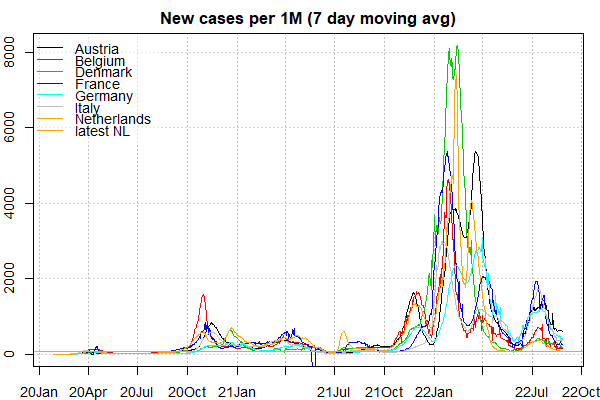 New cases per 1M (7 day moving avg)
8000
6000
4000
2000
0
Austria
Belgium
Denmark
France
Germany
Italy
Netherlands
latest NL
20Jan 20Apr 20Jul 20Oct 21Jan 21Jul 21Oct 22Jan 22Jul 22Oct